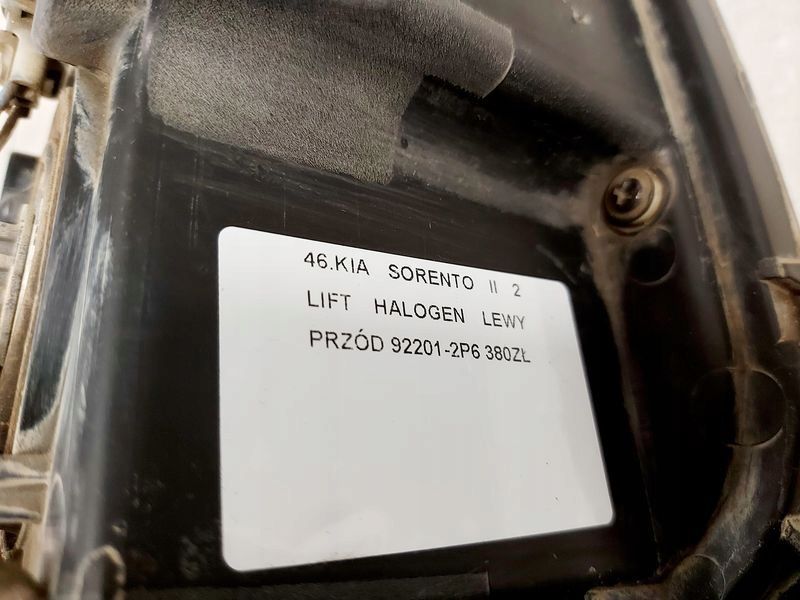 46.KIA SORENTO II 2
LIFT HALOGEN LEWY
PRZÓD 92201-2P6 380ZŁ